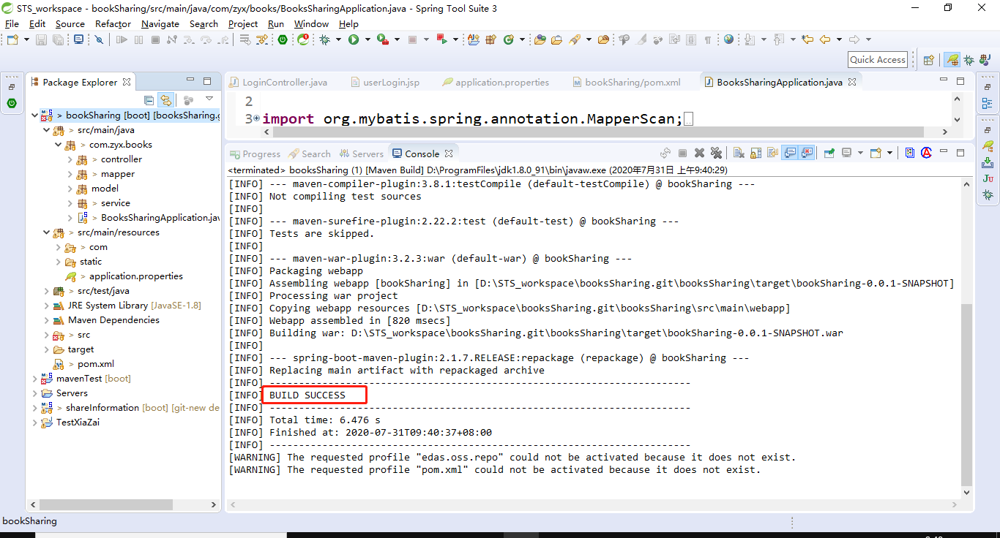 STS_workspace - bookSharing/src/main/java/com/zyx/books/BooksSharingApplication.java - Spring Tool Suite 3
File Edit Source Refactor Navigate Search Project Run Window Help
Quick Access
Package Explorer
> bookSharing [boot] [booksSharing.g
> src/main/java
> com.zyx.books
> controller
> mapper
model
> service
> BooksSharingApplication.jav
> src/main/resources
> com
static
> application.properties
> src/test/java
JRE System Library [JavaSE-1.8]
Maven Dependencies
> src
target
> pom.xml
mavenTest [boot]
Servers
> shareInformation [boot] [git-new de
TestXiaZai
LoginController.java userLogin.jsp application.properties bookSharing/pom.xml BooksSharingApplication.java
2
3 import org.mybatis.spring.annotation.MapperScan;
Progress Search Servers Console
<terminated> booksSharing (1) [Maven Build] D:\ProgramFiles\jdk1.8.0_91\bin\javaw.exe (2020年7月31日 上午9:40:29)
[INFO] --- maven-compiler-plugin:3.8.1:testCompile (default-testCompile) @ bookSharing ---
[INFO] Not compiling test sources
[INFO]
[INFO] --- maven-surefire-plugin:2.22.2:test (default-test) @ bookSharing ---
[INFO] Tests are skipped.
[INFO]
[INFO] --- maven-war-plugin:3.2.3:war (default-war) @ bookSharing ---
[INFO] Packaging webapp
[INFO] Assembling webapp [bookSharing] in [D:\STS_workspace\booksSharing.git\booksSharing\target\bookSharing-0.0.1-SNAPSHOT]
[INFO] Processing war project
[INFO] Copying webapp resources [D:\STS_workspace\booksSharing.git\booksSharing\src\main\webapp]
[INFO] Webapp assembled in [820 msecs]
[INFO] Building war: D:\STS_workspace\booksSharing.git\booksSharing\target\bookSharing-0.0.1-SNAPSHOT.war
[INFO]
[INFO] --- spring-boot-maven-plugin:2.1.7.RELEASE:repackage (repackage) @ bookSharing ---
[INFO] Replacing main artifact with repackaged archive
[INFO] ------------------------------------------------------------------------
[INFO] BUILD SUCCESS
[INFO] ------------------------------------------------------------------------
[INFO] Total time: 6.476 s
[INFO] Finished at: 2020-07-31T09:40:37+08:00
[INFO] ------------------------------------------------------------------------
[WARNING] The requested profile "edas.oss.repo" could not be activated because it does not exist.
[WARNING] The requested profile "pom.xml" could not be activated because it does not exist.
bookSharing